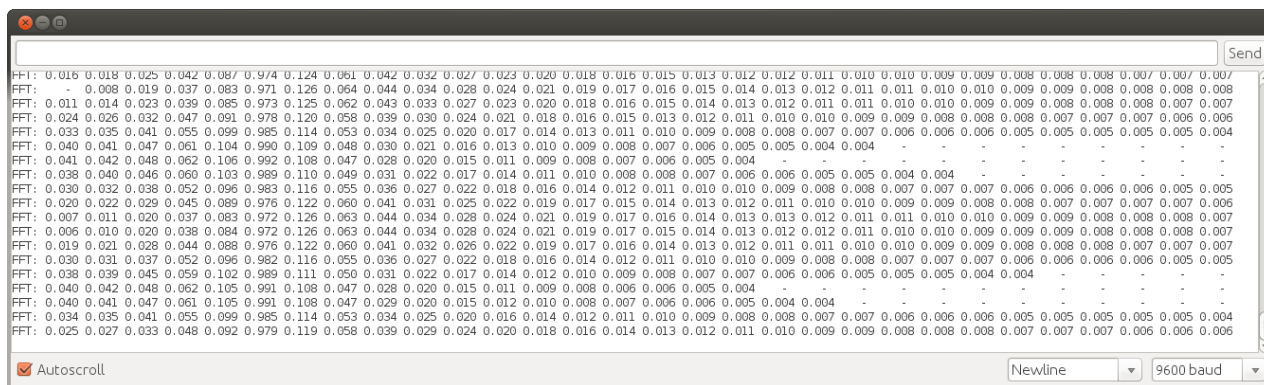 Send
FFT: 0.016 0.018 0.025 0.042 0.087 0.974 0.124 0.061 0.042 0.032 0.027 0.023 0.020 0.018 0.016 0.015 0.013 0.012 0.012 0.011 0.010 0.010 0.009 0.009 0.008 0.008 0.008 0.007 0.007 0.007
FFT: - 0.008 0.019 0.037 0.083 0.971 0.126 0.064 0.044 0.034 0.028 0.024 0.021 0.019 0.017 0.016 0.015 0.014 0.013 0.012 0.011 0.011 0.010 0.010 0.009 0.009 0.008 0.008 0.008 0.008
FFT: 0.011 0.014 0.023 0.039 0.085 0.973 0.125 0.062 0.043 0.033 0.027 0.023 0.020 0.018 0.016 0.015 0.014 0.013 0.012 0.011 0.011 0.010 0.010 0.009 0.009 0.008 0.008 0.008 0.007 0.007
FFT: 0.024 0.026 0.032 0.047 0.091 0.978 0.120 0.058 0.039 0.030 0.024 0.021 0.018 0.016 0.015 0.013 0.012 0.011 0.010 0.010 0.009 0.009 0.008 0.008 0.008 0.007 0.007 0.007 0.006 0.006
FFT: 0.033 0.035 0.041 0.055 0.099 0.985 0.114 0.053 0.034 0.025 0.020 0.017 0.014 0.013 0.011 0.010 0.009 0.008 0.008 0.007 0.007 0.006 0.006 0.006 0.005 0.005 0.005 0.005 0.005 0.004
FFT: 0.040 0.041 0.047 0.061 0.104 0.990 0.109 0.048 0.030 0.021 0.016 0.013 0.010 0.009 0.008 0.007 0.006 0.005 0.005 0.004 0.004 - - - - - - - - -
FFT: 0.041 0.042 0.048 0.062 0.106 0.992 0.108 0.047 0.028 0.020 0.015 0.011 0.009 0.008 0.007 0.006 0.005 0.004 - - - - - - - - - - - -
FFT: 0.038 0.040 0.046 0.060 0.103 0.989 0.110 0.049 0.031 0.022 0.017 0.014 0.011 0.010 0.008 0.008 0.007 0.006 0.006 0.005 0.005 0.004 0.004 - - - - - - -
FFT: 0.030 0.032 0.038 0.052 0.096 0.983 0.116 0.055 0.036 0.027 0.022 0.018 0.016 0.014 0.012 0.011 0.010 0.010 0.009 0.008 0.008 0.007 0.007 0.007 0.006 0.006 0.006 0.006 0.005 0.005
FFT: 0.020 0.022 0.029 0.045 0.089 0.976 0.122 0.060 0.041 0.031 0.025 0.022 0.019 0.017 0.015 0.014 0.013 0.012 0.011 0.010 0.010 0.009 0.009 0.008 0.008 0.007 0.007 0.007 0.007 0.006
FFT: 0.007 0.011 0.020 0.037 0.083 0.972 0.126 0.063 0.044 0.034 0.028 0.024 0.021 0.019 0.017 0.016 0.014 0.013 0.013 0.012 0.011 0.011 0.010 0.010 0.009 0.009 0.008 0.008 0.008 0.007
FFT: 0.006 0.010 0.020 0.038 0.084 0.972 0.126 0.063 0.044 0.034 0.028 0.024 0.021 0.019 0.017 0.015 0.014 0.013 0.012 0.012 0.011 0.010 0.010 0.009 0.009 0.009 0.008 0.008 0.008 0.007
FFT: 0.019 0.021 0.028 0.044 0.088 0.976 0.122 0.060 0.041 0.032 0.026 0.022 0.019 0.017 0.016 0.014 0.013 0.012 0.011 0.011 0.010 0.010 0.009 0.009 0.008 0.008 0.008 0.007 0.007 0.007
FFT: 0.030 0.031 0.037 0.052 0.096 0.982 0.116 0.055 0.036 0.027 0.022 0.018 0.016 0.014 0.012 0.011 0.010 0.010 0.009 0.008 0.008 0.007 0.007 0.007 0.006 0.006 0.006 0.006 0.005 0.005
FFT: 0.038 0.039 0.045 0.059 0.102 0.989 0.111 0.050 0.031 0.022 0.017 0.014 0.012 0.010 0.009 0.008 0.007 0.007 0.006 0.006 0.005 0.005 0.005 0.004 0.004 - - - - -
FFT: 0.040 0.042 0.048 0.062 0.105 0.991 0.108 0.047 0.028 0.020 0.015 0.011 0.009 0.008 0.006 0.006 0.005 0.004 - - - - - - - - - - - -
FFT: 0.040 0.041 0.047 0.061 0.105 0.991 0.108 0.047 0.029 0.020 0.015 0.012 0.010 0.008 0.007 0.006 0.006 0.005 0.004 0.004 - - - - - - - - - -
FFT: 0.034 0.035 0.041 0.055 0.099 0.985 0.114 0.053 0.034 0.025 0.020 0.016 0.014 0.012 0.011 0.010 0.009 0.008 0.008 0.007 0.007 0.006 0.006 0.006 0.005 0.005 0.005 0.005 0.005 0.004
FFT: 0.025 0.027 0.033 0.048 0.092 0.979 0.119 0.058 0.039 0.029 0.024 0.020 0.018 0.016 0.014 0.013 0.012 0.011 0.010 0.009 0.009 0.008 0.008 0.008 0.007 0.007 0.007 0.006 0.006 0.006
Autoscroll Newline 9600 baud